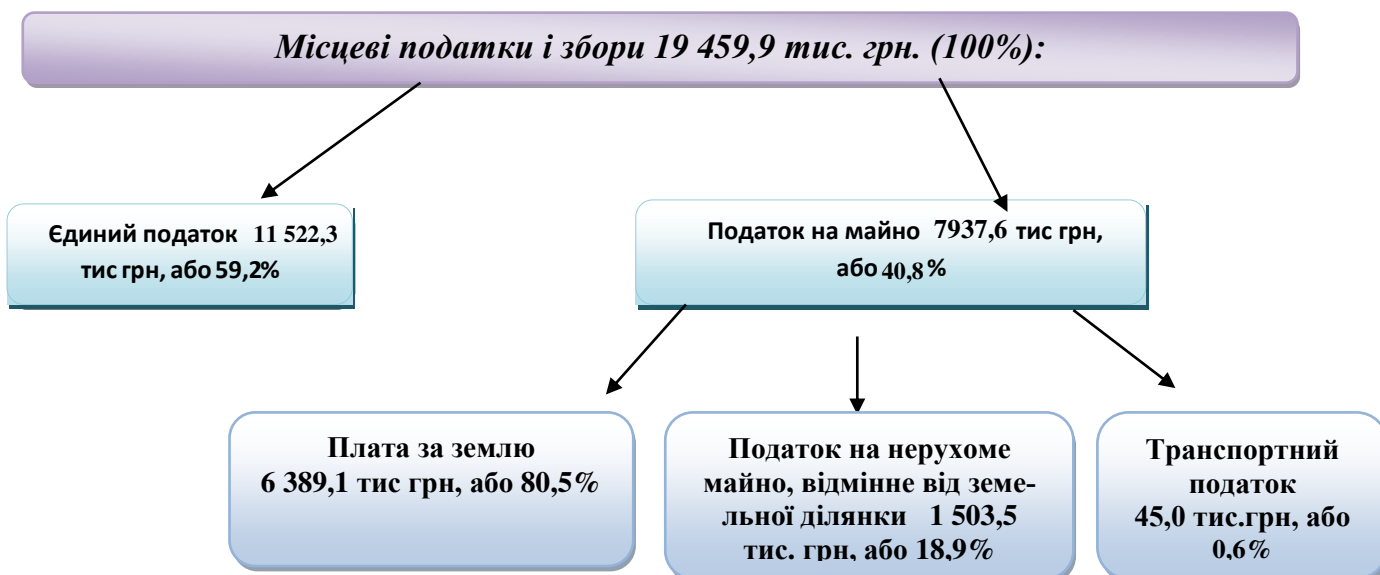 Місцеві податки і збори 19 459,9 тис. грн. (100%):
Єдиний податок 11 522,3
тис грн, або 59,2%
Податок на майно 7937,6 тис грн,
або 40,8%
Плата за землю
6 389,1 тис грн, або 80,5%
Податок на нерухоме
майно, відмінне від земе-
льної ділянки 1 503,5
тис. грн, або 18,9%
Транспортний
податок
45,0 тис.грн, або
0,6%